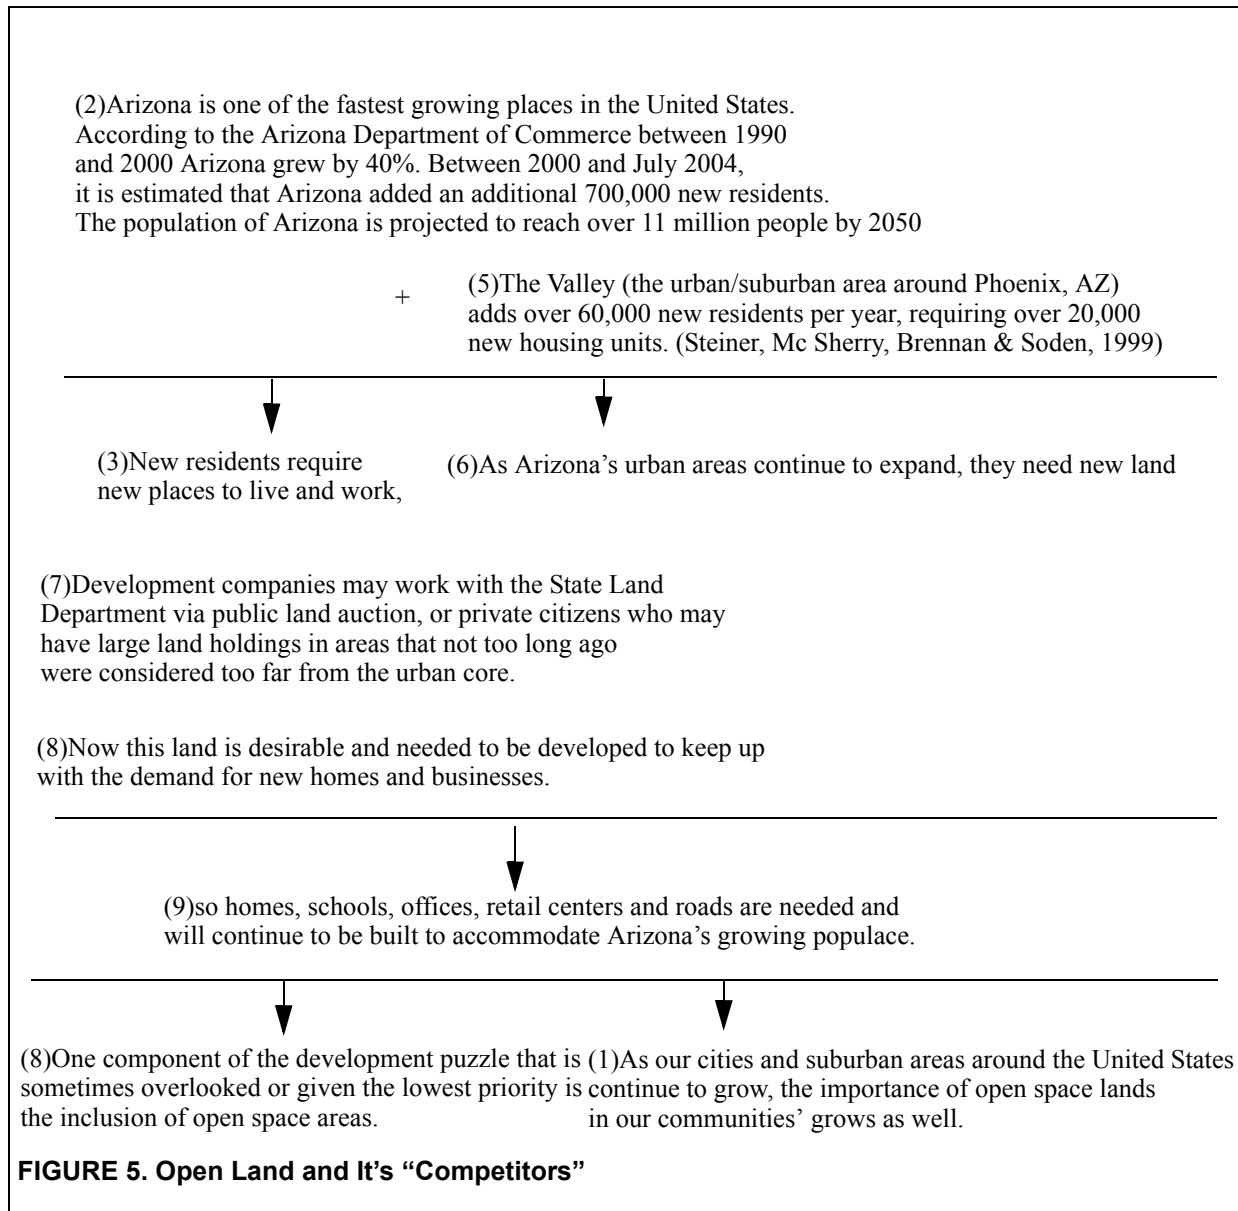 (2)Arizona is one of the fastest growing places in the United States.
According to the Arizona Department of Commerce between 1990
and 2000 Arizona grew by 40%. Between 2000 and July 2004,
it is estimated that Arizona added an additional 700,000 new residents.
The population of Arizona is projected to reach over 11 million people by 2050
+
(5)The Valley (the urban/suburban area around Phoenix, AZ)
adds over 60,000 new residents per year, requiring over 20,000
new housing units. (Steiner, Mc Sherry, Brennan & Soden, 1999)
(3)New residents require
new places to live and work,
(6)As Arizona's urban areas continue to expand, they need new land
(7)Development companies may work with the State Land
Department via public land auction, or private citizens who may
have large land holdings in areas that not too long ago
were considered too far from the urban core.
(8)Now this land is desirable and needed to be developed to keep up
with the demand for new homes and businesses.
(9)so homes, schools, offices, retail centers and roads are needed and
will continue to be built to accommodate Arizona's growing populace.
(8)One component of the development puzzle that is
sometimes overlooked or given the lowest priority is
the inclusion of open space areas.
(1)As our cities and suburban areas around the United States
continue to grow, the importance of open space lands
in our communities' grows as well.
FIGURE 5. Open Land and It's “Competitors”